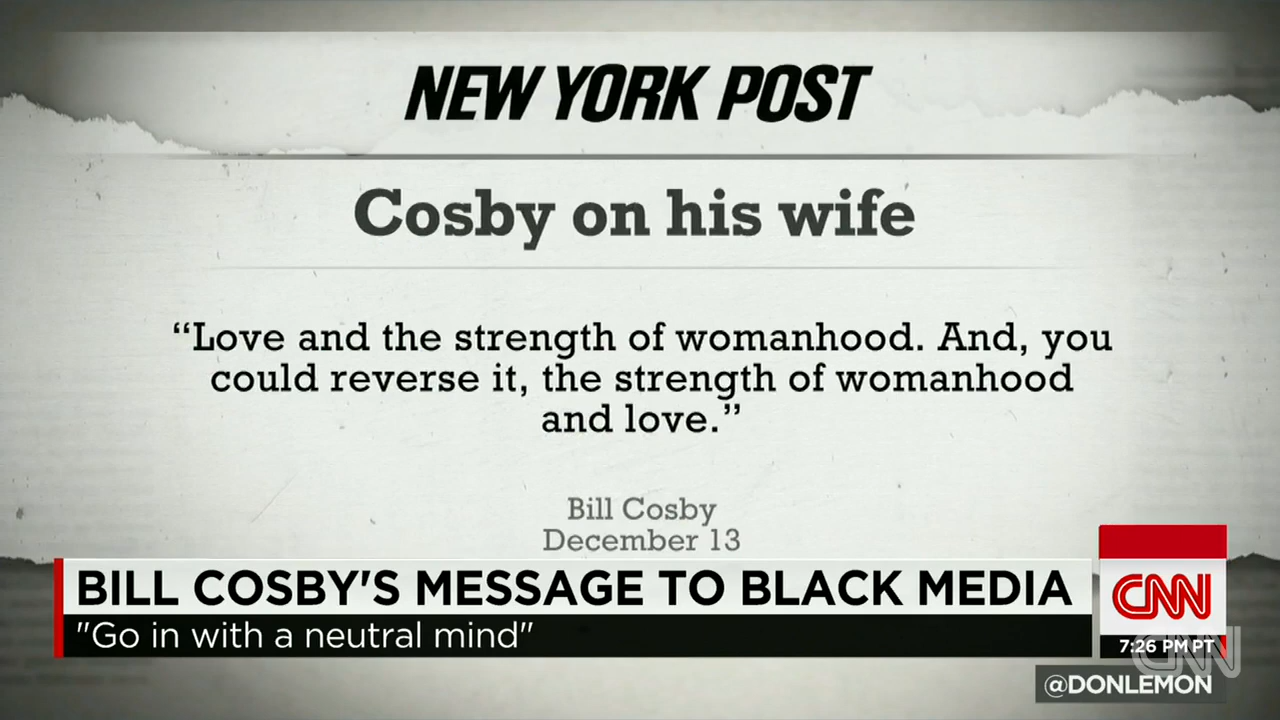 NEW YORK POST
Cosby on his wife
“Love and the strength of womanhood. And, you
could reverse it, the strength of womanhood
and love.”
Bill Cosby
December 13
BILL COSBY'S MESSAGE TO BLACK MEDIA
"Go in with a neutral mind"
CNN
7:26 PM PT
CNN
@DONLEMON